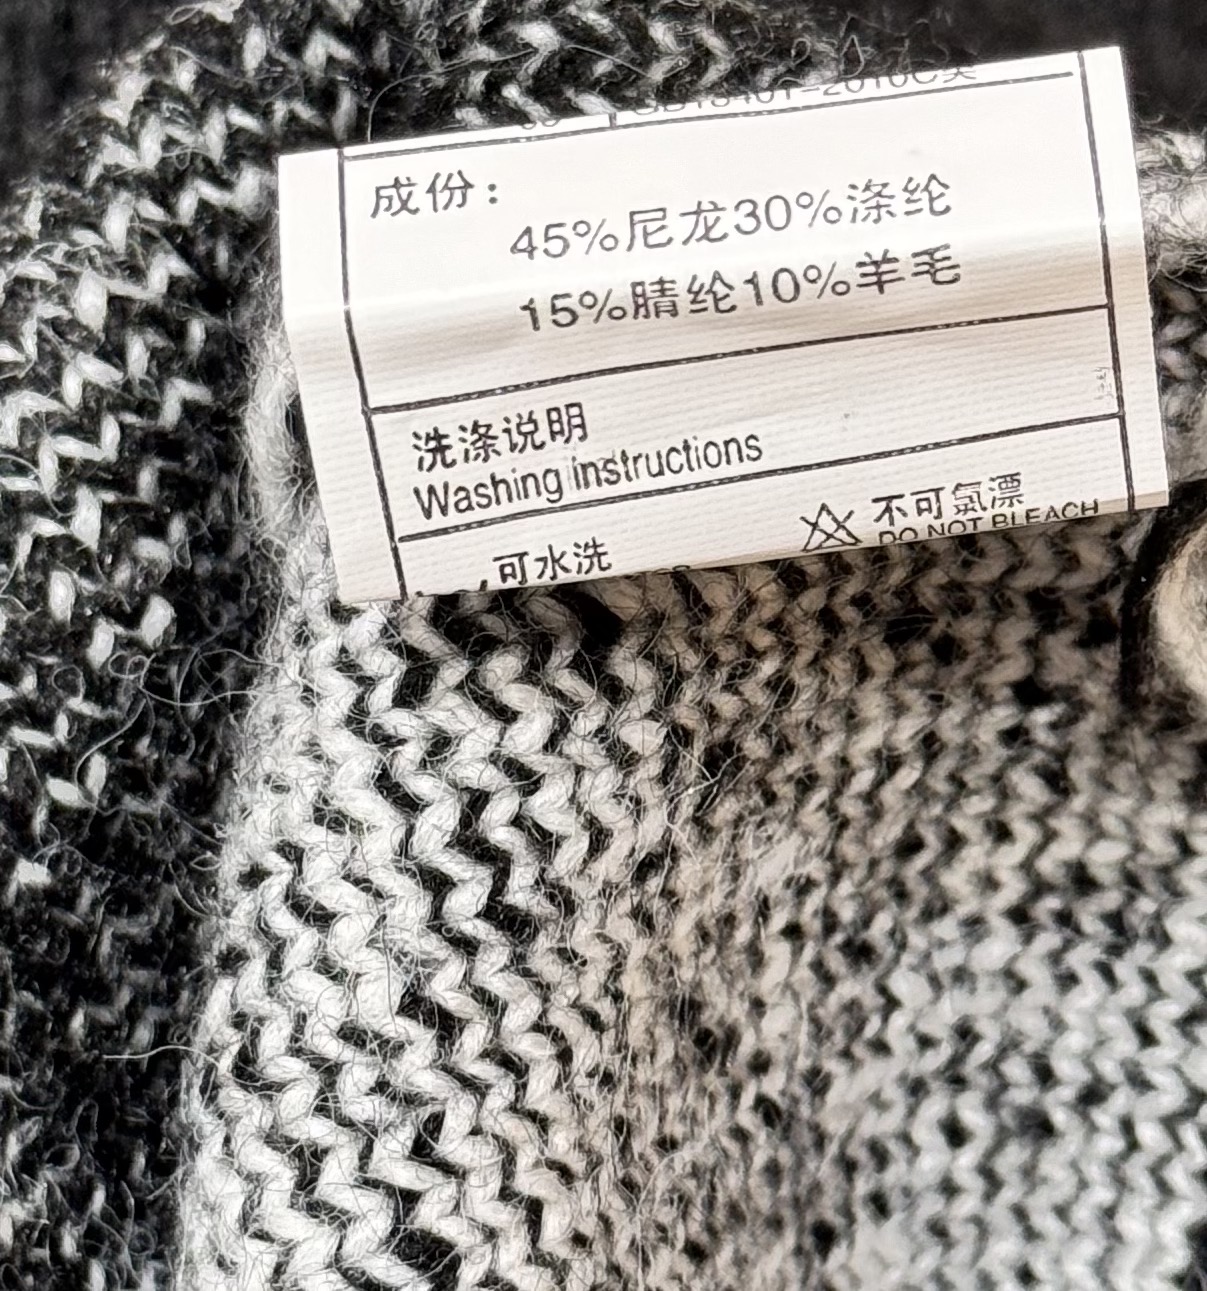 成份：
45%尼龙30%涤纶
15%腈纶10%羊毛
洗涤说明
Washing instructions
可水洗
不可氯漂
DO NOT BLEACH